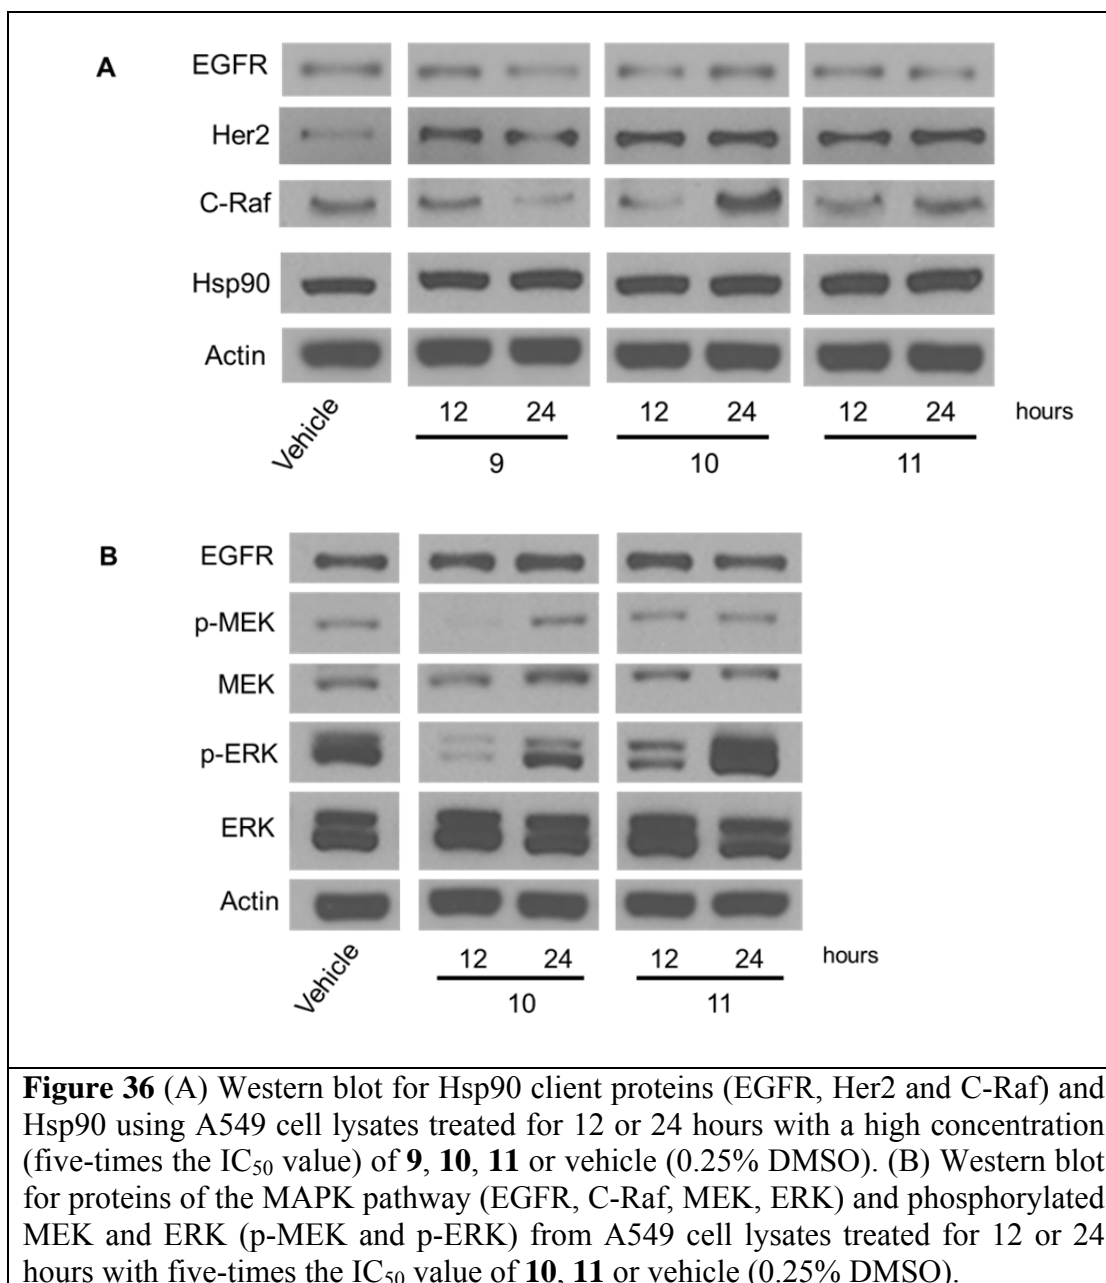 A
EGFR
Her2
C-Raf
Hsp90
Actin
Vehicle
12 24 12 24 12 24 hours
9 10 11
B
EGFR
p-MEK
MEK
p-ERK
ERK
Actin
Vehicle
12 24 12 24 hours
10 11
Figure 36 (A) Western blot for Hsp90 client proteins (EGFR, Her2 and C-Raf) and
Hsp90 using A549 cell lysates treated for 12 or 24 hours with a high concentration
(five-times the IC50 value) of 9, 10, 11 or vehicle (0.25% DMSO). (B) Western blot
for proteins of the MAPK pathway (EGFR, C-Raf, MEK, ERK) and phosphorylated
MEK and ERK (p-MEK and p-ERK) from A549 cell lysates treated for 12 or 24
hours with five-times the IC50 value of 10, 11 or vehicle (0.25% DMSO).